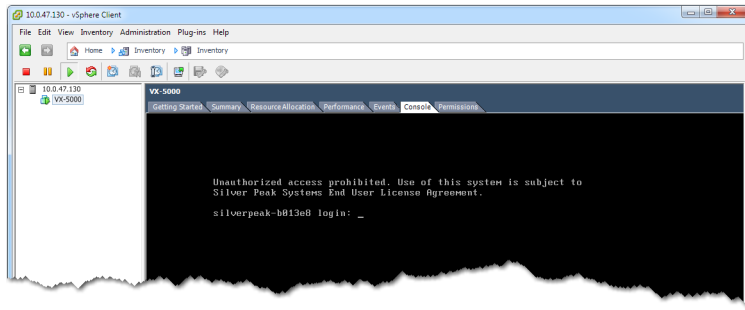 10.0.47.130 - vSphere Client
File Edit View Inventory Administration Plug-ins Help
Home Inventory Inventory
10.0.47.130
VX-5000
VX-5000
Getting Started Summary Resource Allocation Performance Events Console Permissions
Unauthorized access prohibited. Use of this system is subject to
Silver Peak Systems End User License Agreement.
silverpeak-b013e8 login: _